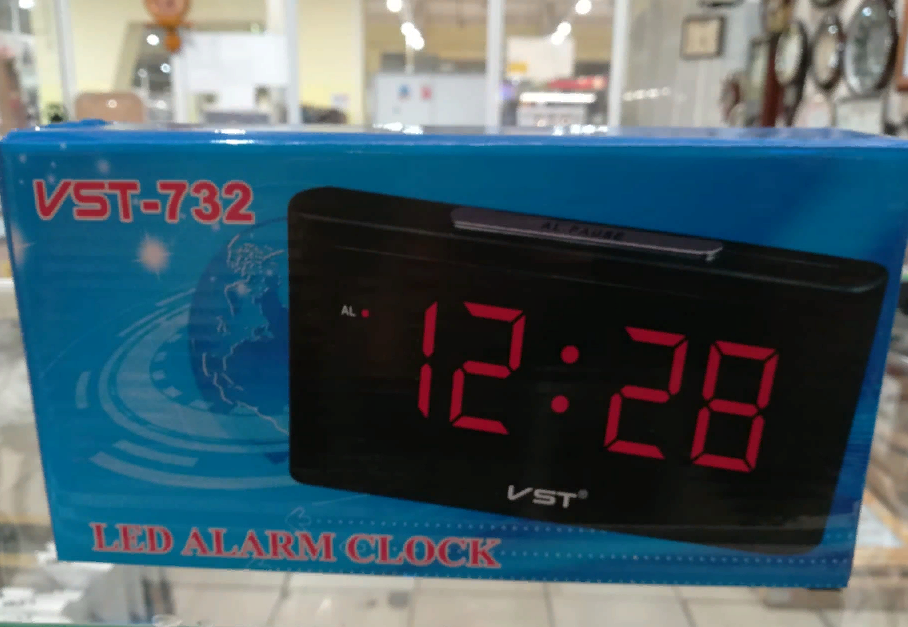 VST-732
AL PAUSE
AL
12:28
VST®
LED ALARM CLOCK